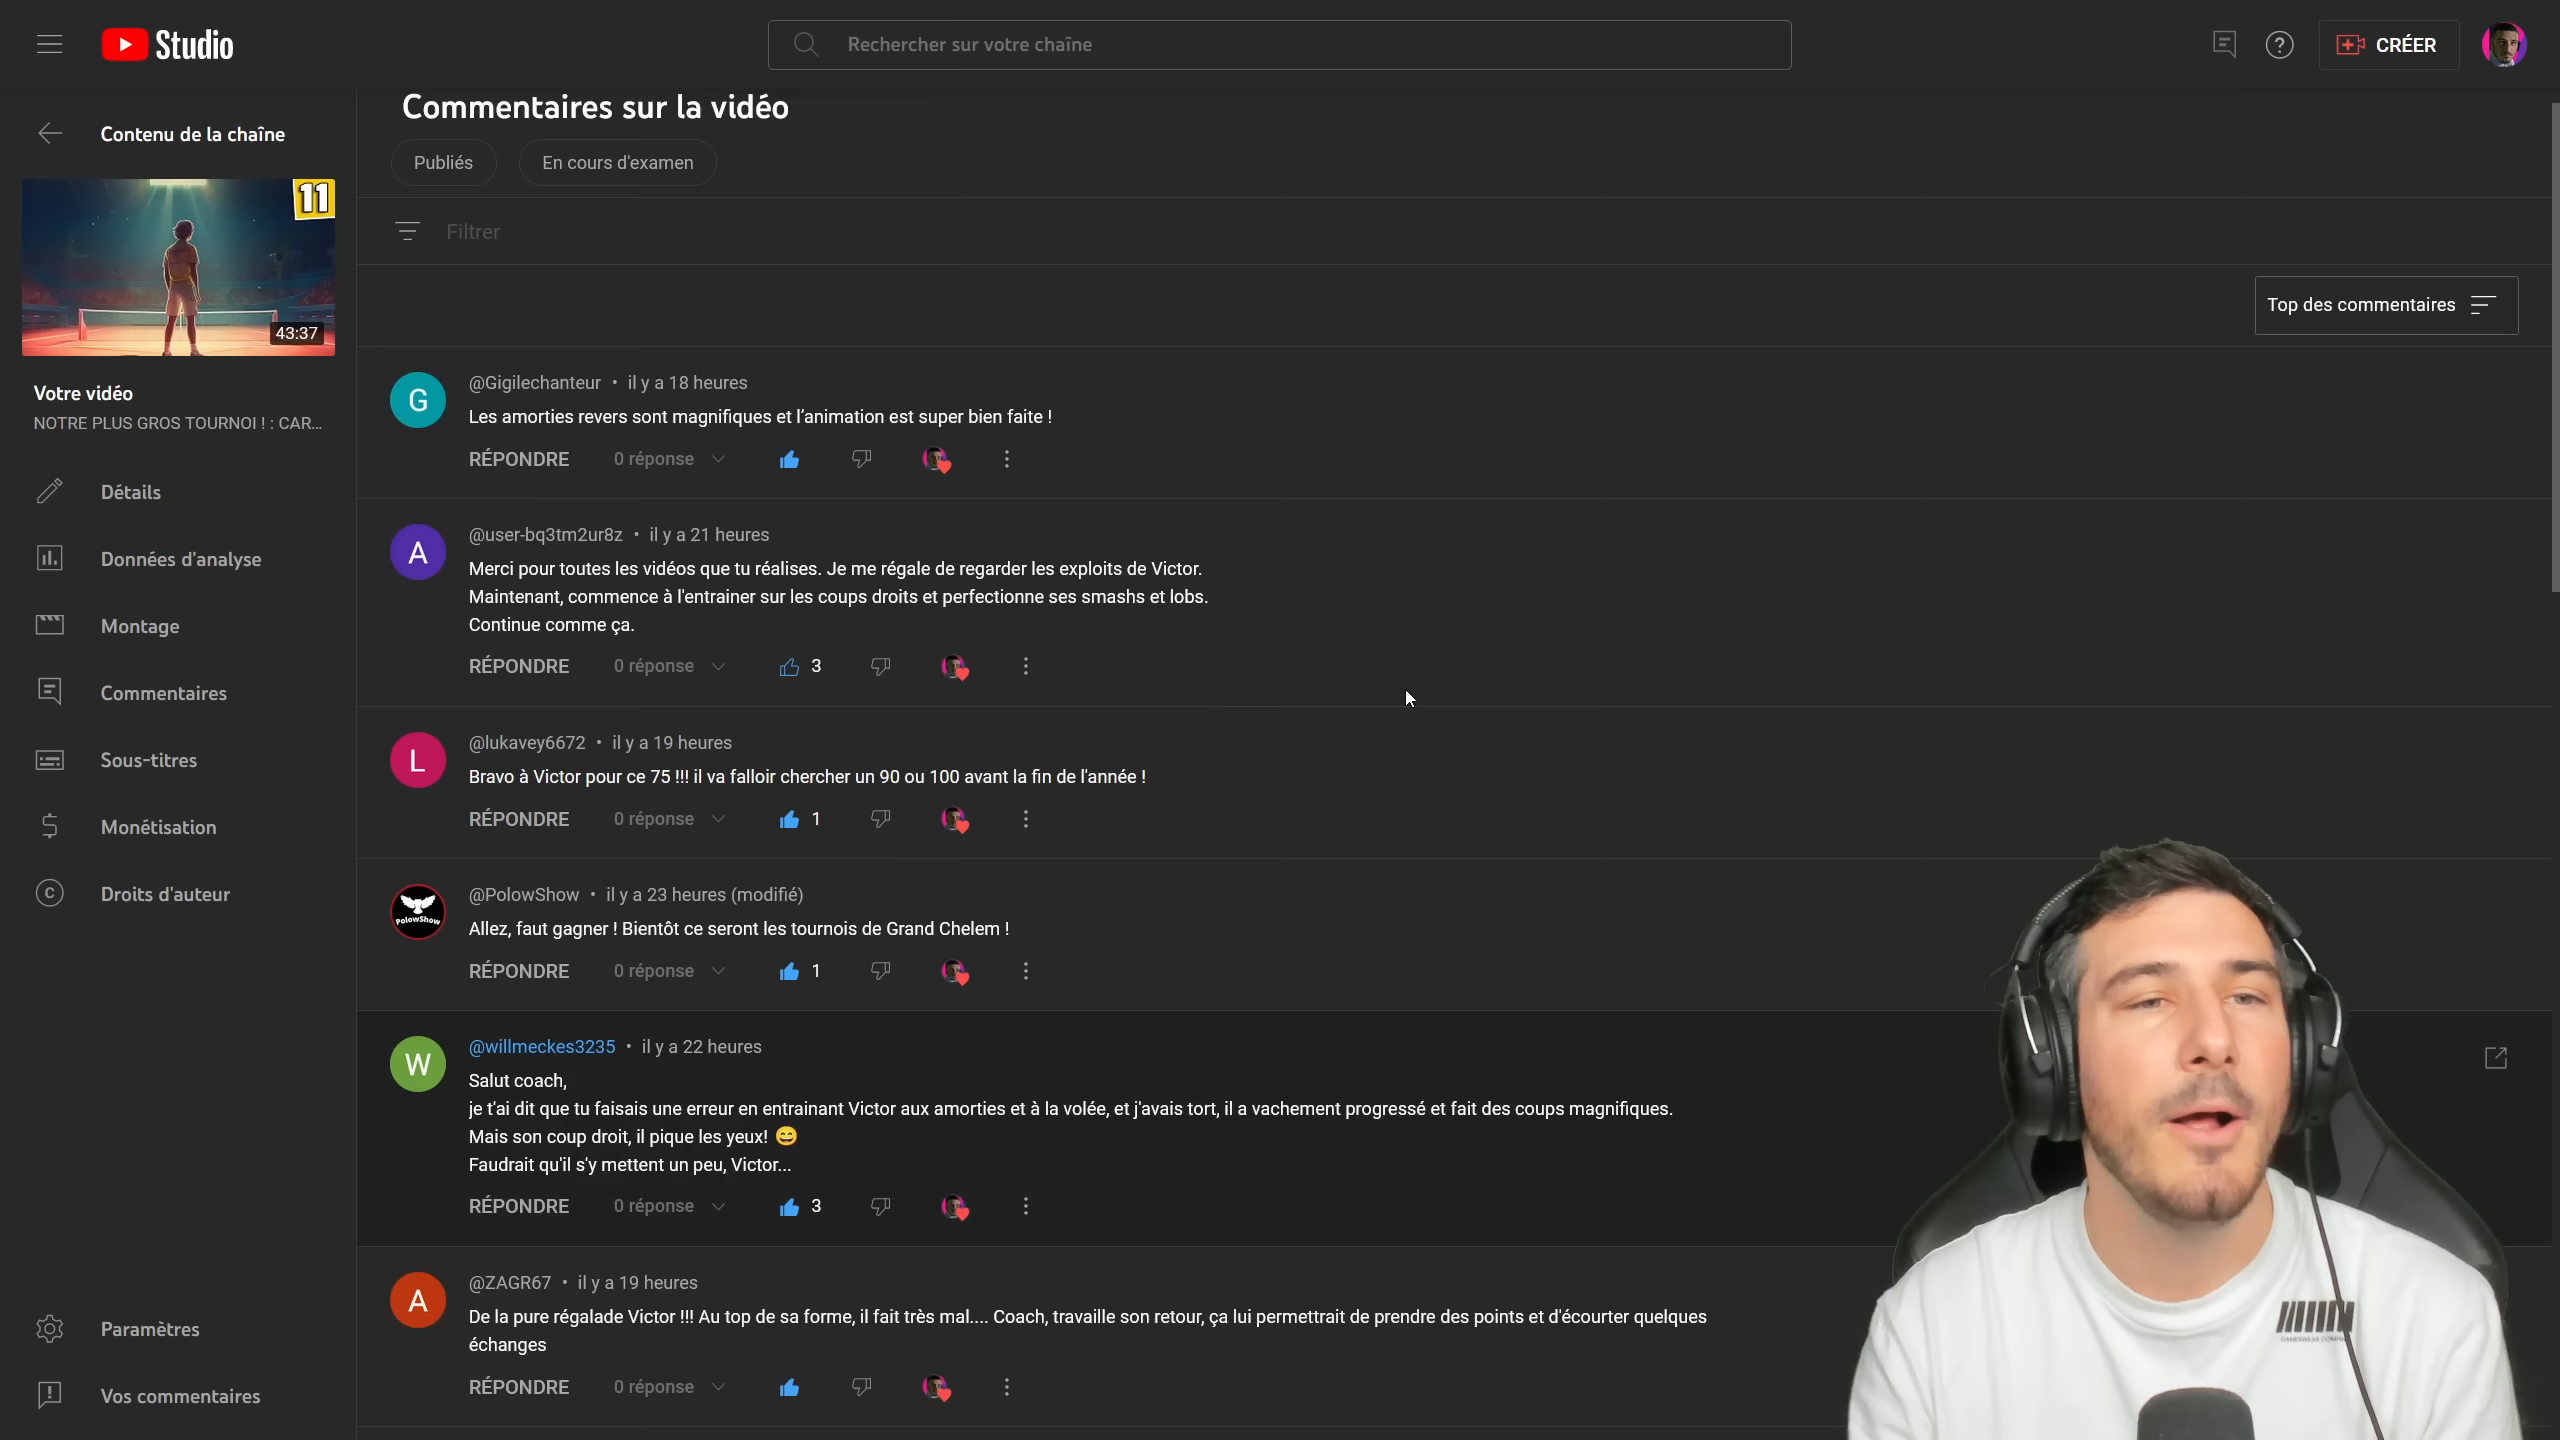 Studio
Rechercher sur votre chaîne
CRÉER
Contenu de la chaîne
11
43:37
Votre vidéo
NOTRE PLUS GROS TOURNOI ! : CAR...
Détails
Données d'analyse
Montage
Commentaires
Sous-titres
Monétisation
Droits d'auteur
Paramètres
Vos commentaires
Commentaires sur la vidéo
Publiés
En cours d'examen
Filtrer
Top des commentaires
G
@Gigilechanteur • il y a 18 heures
Les amorties revers sont magnifiques et l’animation est super bien faite !
RÉPONDRE 0 réponse
A
@user-bq3tm2ur8z • il y a 21 heures
Merci pour toutes les vidéos que tu réalises. Je me régale de regarder les exploits de Victor.
Maintenant, commence à l'entrainer sur les coups droits et perfectionne ses smashs et lobs.
Continue comme ça.
RÉPONDRE 0 réponse 3
L
@lukavey6672 • il y a 19 heures
Bravo à Victor pour ce 75 !!! il va falloir chercher un 90 ou 100 avant la fin de l'année !
RÉPONDRE 0 réponse 1
PolowShow
@PolowShow • il y a 23 heures (modifié)
Allez, faut gagner ! Bientôt ce seront les tournois de Grand Chelem !
RÉPONDRE 0 réponse 1
W
@willmeckes3235 • il y a 22 heures
Salut coach,
je t'ai dit que tu faisais une erreur en entrainant Victor aux amorties et à la volée, et j'avais tort, il a vachement progressé et fait des coups magnifiques.
Mais son coup droit, il pique les yeux! 😄
Faudrait qu'il s'y mettent un peu, Victor...
RÉPONDRE 0 réponse 3
A
@ZAGR67 • il y a 19 heures
De la pure régalade Victor !!! Au top de sa forme, il fait très mal.... Coach, travaille son retour, ça lui permettrait de prendre des points et d'écourter quelques
échanges
RÉPONDRE 0 réponse